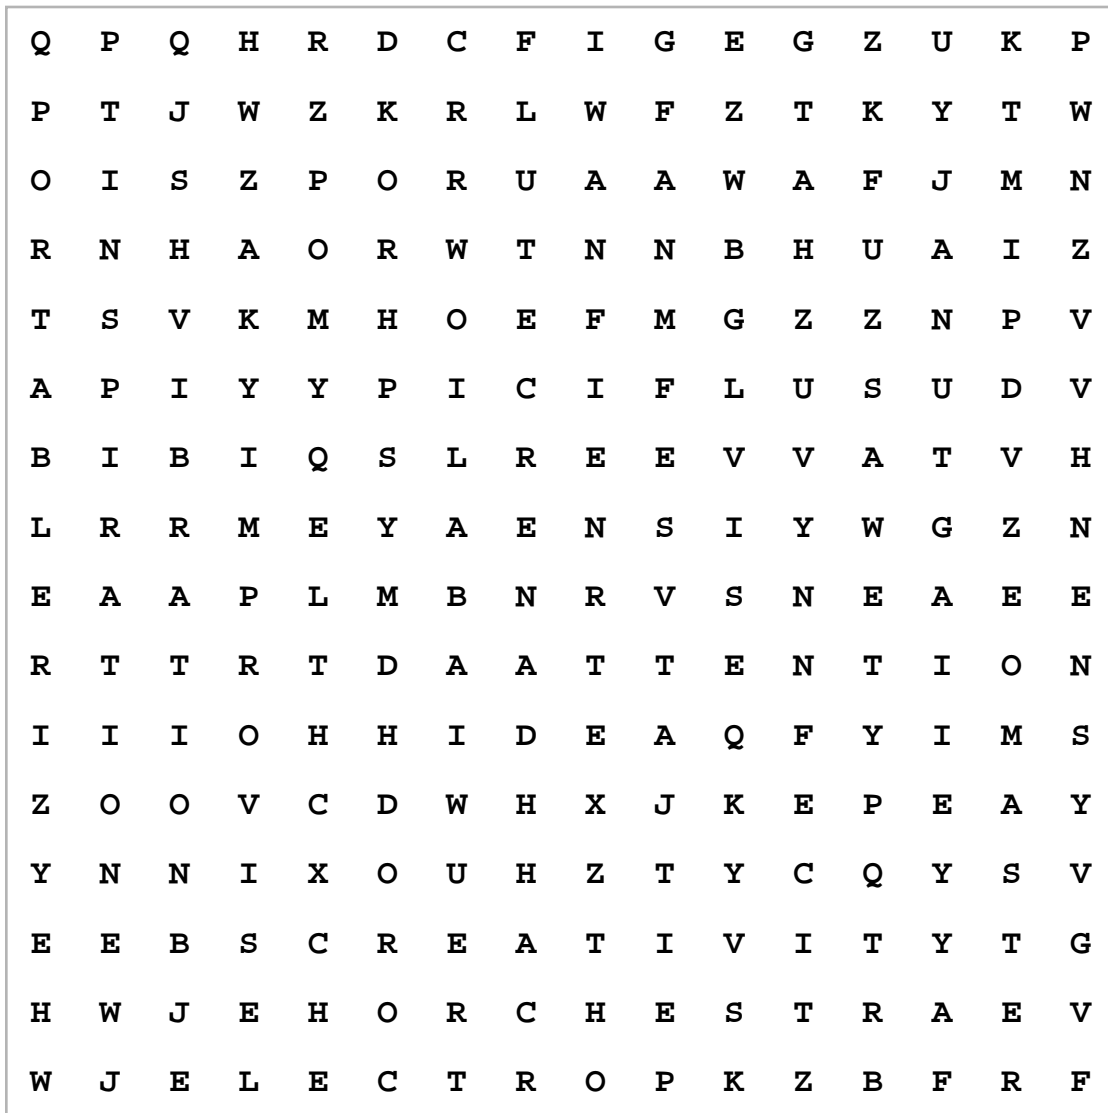 Q P Q H R D C F I G E G Z U K P
P T J W Z K R L W F Z T K Y T W
O I S Z P O R U A A W A F J M N
R N H A O R W T N N B H U A I Z
T S V K M H O E F M G Z Z N P V
A P I Y Y P I C I F L U S U D V
B I B I Q S L R E E V V A T V H
L R R M E Y A E N S I Y W G Z N
E A A P L M B N R V S N E A E E
R T T R T D A A T T E N T I O N
I I I O H H I D E A Q F Y I M S
Z O O V C D W H X J K E P E A Y
Y N N I X O U H Z T Y C Q Y S V
E E B S C R E A T I V I T Y T G
H W J E H O R C H E S T R A E V
W J E L E C T R O P K Z B F R F